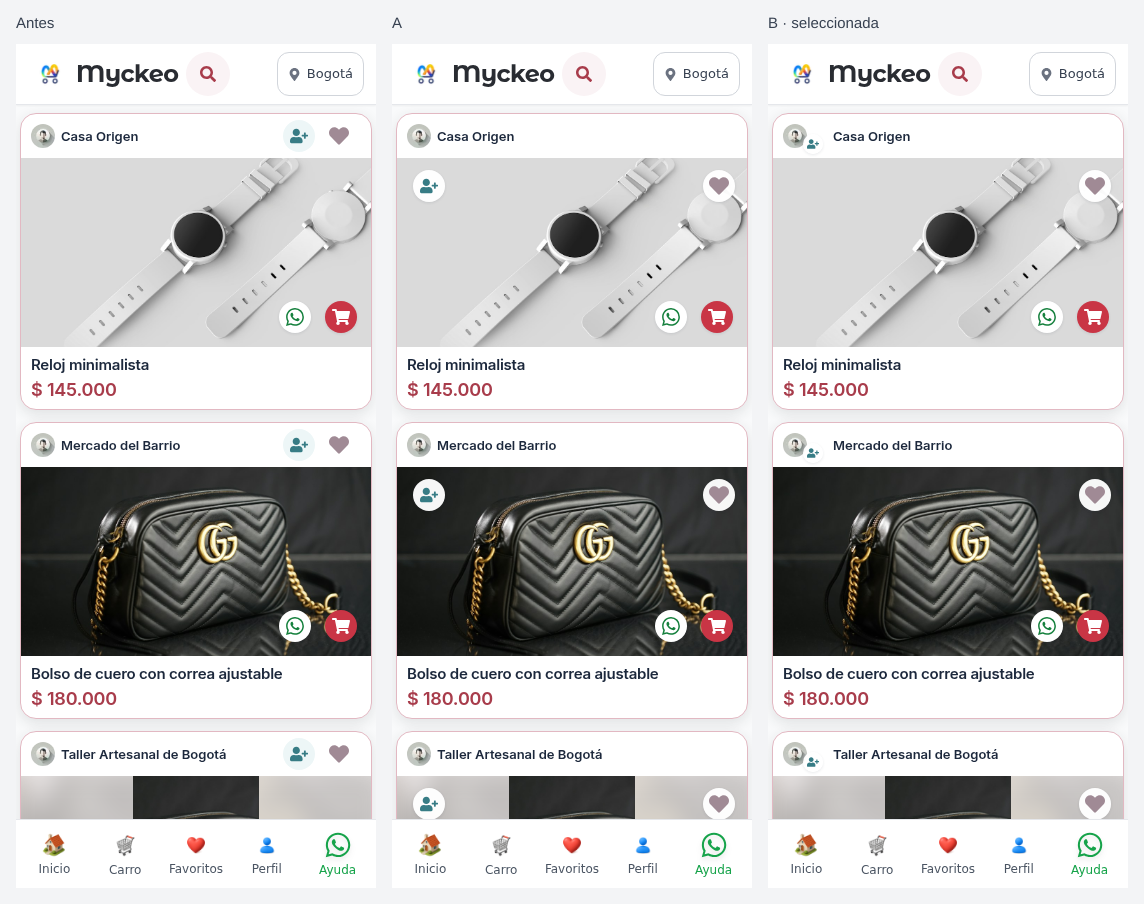 Antes
Myckeo
Bogotá
Casa Origen
Reloj minimalista
$ 145.000
Mercado del Barrio
Bolso de cuero con correa ajustable
$ 180.000
Taller Artesanal de Bogotá
Inicio
Carro
Favoritos
Perfil
Ayuda
A
Myckeo
Bogotá
Casa Origen
Reloj minimalista
$ 145.000
Mercado del Barrio
Bolso de cuero con correa ajustable
$ 180.000
Taller Artesanal de Bogotá
Inicio
Carro
Favoritos
Perfil
Ayuda
B · seleccionada
Myckeo
Bogotá
Casa Origen
Reloj minimalista
$ 145.000
Mercado del Barrio
Bolso de cuero con correa ajustable
$ 180.000
Taller Artesanal de Bogotá
Inicio
Carro
Favoritos
Perfil
Ayuda